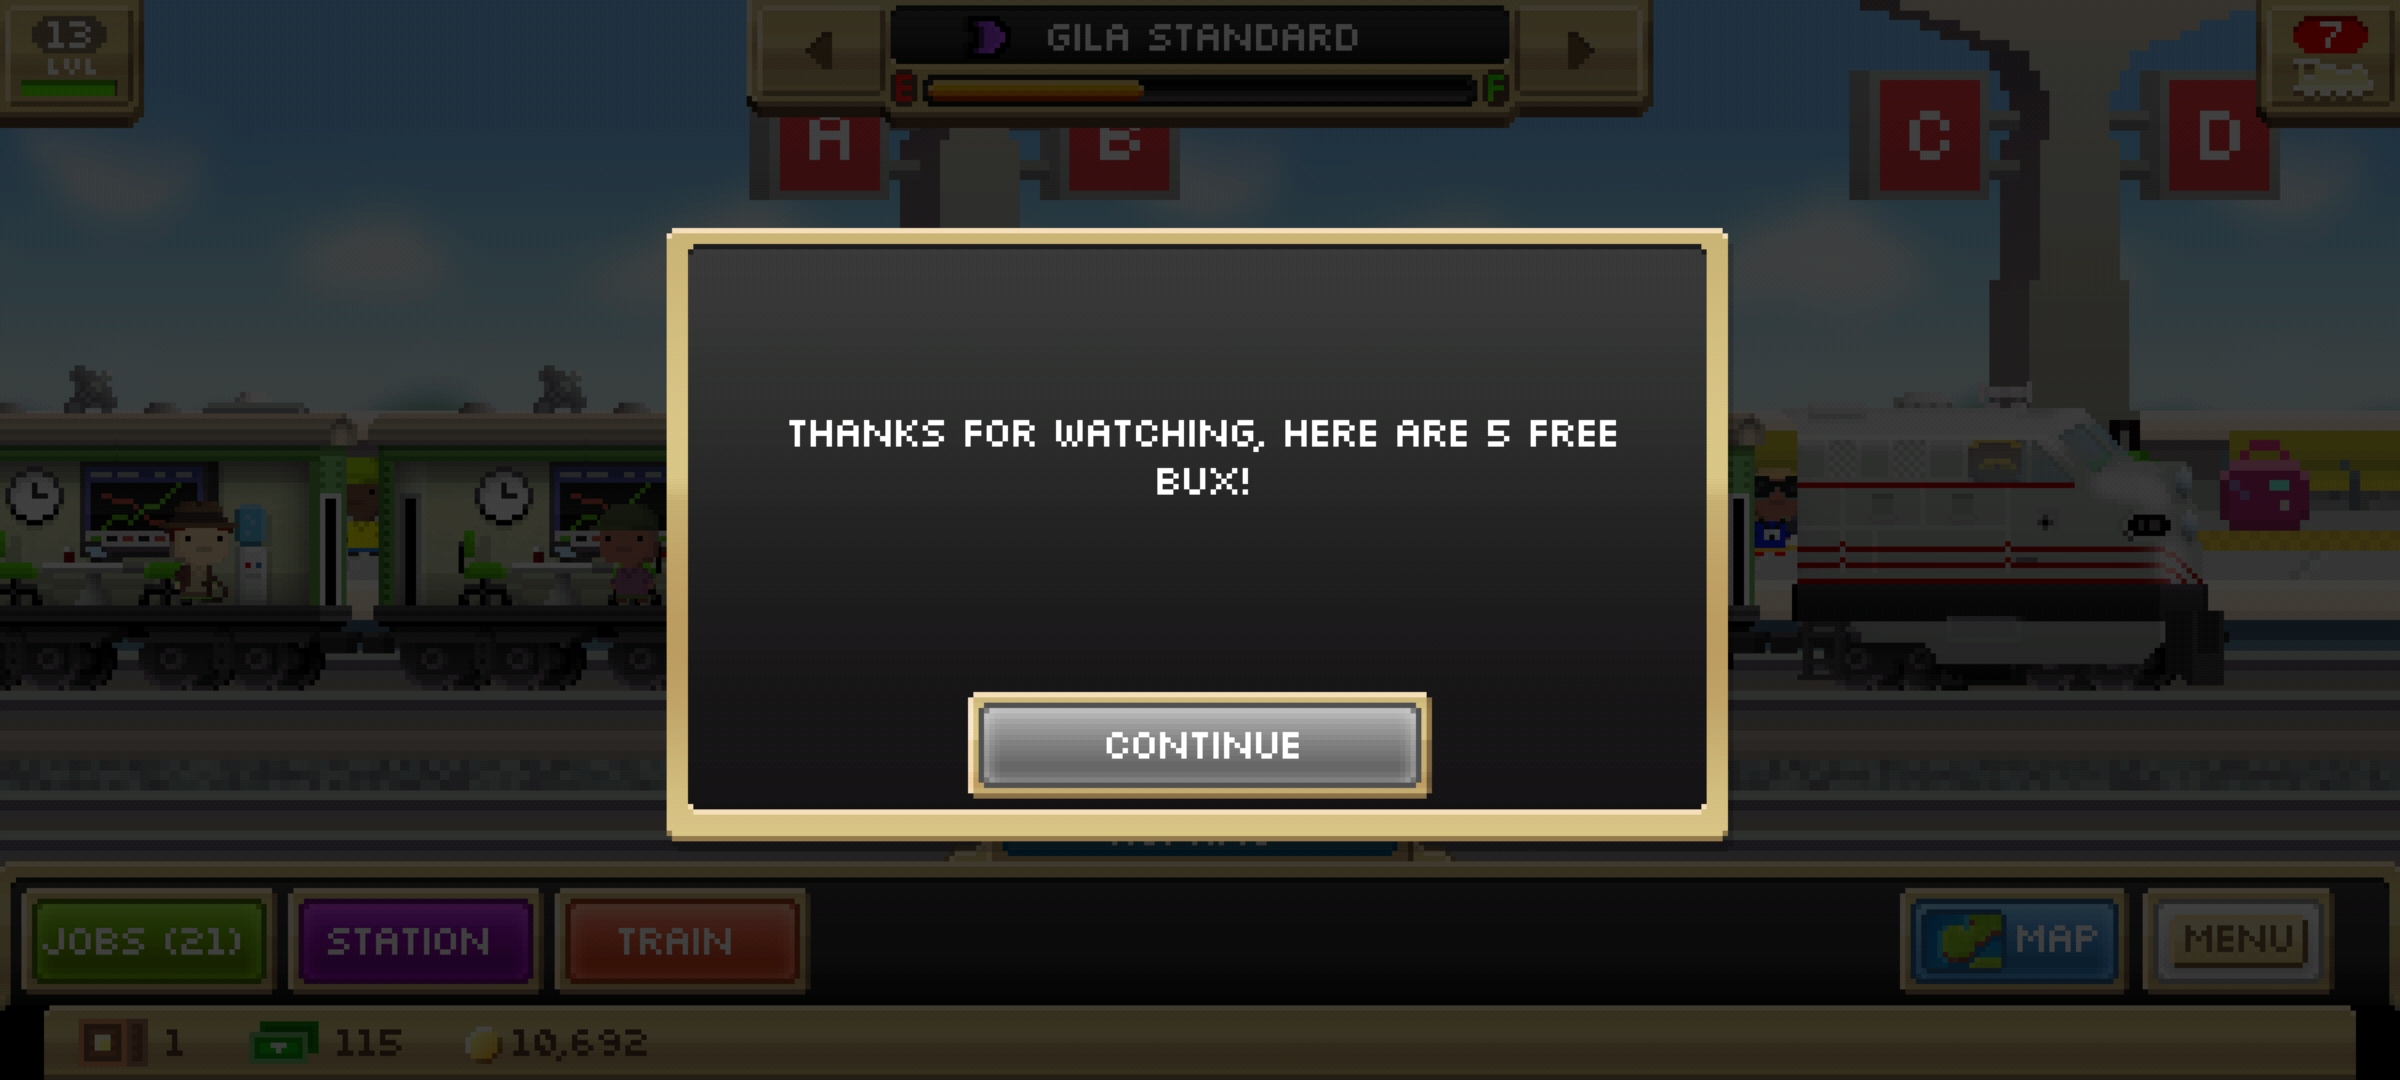 13
LVL
GILA STANDARD
E
F
7
A
B
C
D
THANKS FOR WATCHING, HERE ARE 5 FREE
BUX!
CONTINUE
JOBS (21)
STATION
TRAIN
MAP
MENU
1
115
10,692